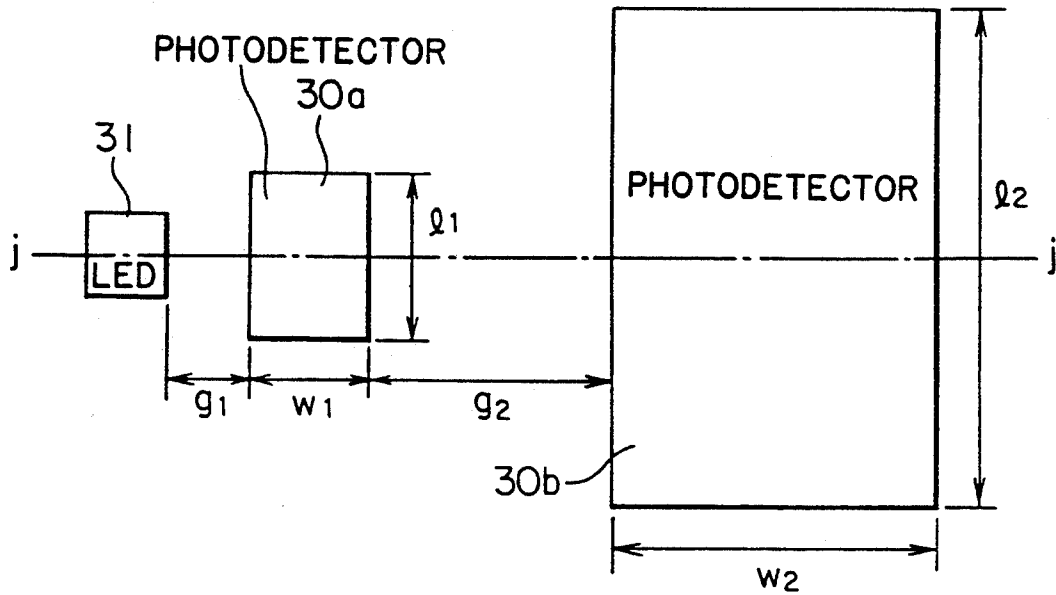 PHOTODETECTOR
30a
31
PHOTODETECTOR
ℓ1
ℓ2
j
LED
j
g1
w1
g2
30b
w2